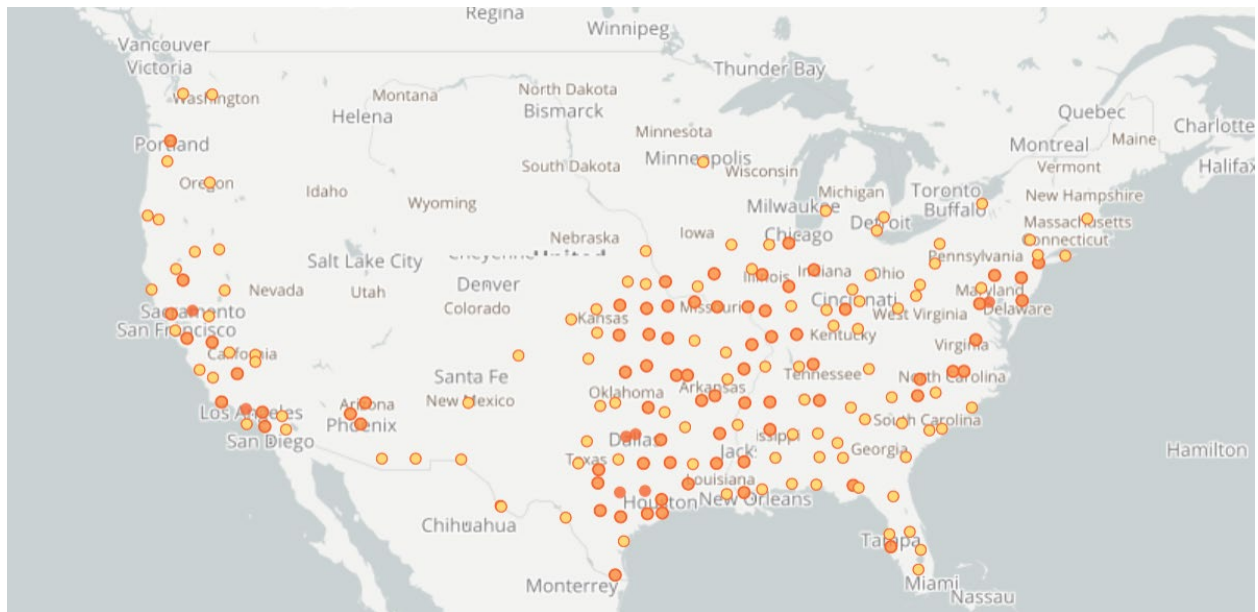 Regina
Winnipeg
Vancouver
Victoria
Thunder Bay
Washington
Montana
North Dakota
Bismarck
Helena
Quebec
Charlotte
Minnesota
Portland
Minneapolis
Montreal
Maine
South Dakota
Wisconsin
Vermont
Halifax
Oregon
Idaho
Wyoming
Michigan
Toronto
New Hampshire
Milwaukee
Buffalo
Detroit
Massachusetts
Nebraska
Iowa
Chicago
Connecticut
Salt Lake City
Cheyenne
United
Pennsylvania
Illinois
Indiana
Ohio
Denver
Nevada
Utah
Maryland
Cincinnati
Sacramento
Colorado
Missouri
Delaware
Kansas
West Virginia
San Francisco
Kentucky
Virginia
California
Santa Fe
Tennessee
North Carolina
Oklahoma
Arkansas
New Mexico
Arizona
Los Angeles
Phoenix
South Carolina
San Diego
Dallas
issippi
Jack
Georgia
Hamilton
Texas
Louisiana
Houston
New Orleans
Chihuahua
Tampa
Monterrey
Miami
Nassau